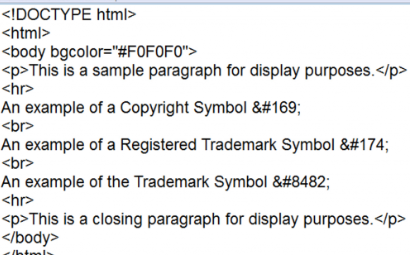 <!DOCTYPE html>
<html>
<body bgcolor="#F0F0F0">
<p>This is a sample paragraph for display purposes.</p>
<hr>
An example of a Copyright Symbol &#169;
<br>
An example of a Registered Trademark Symbol &#174;
<br>
An example of the Trademark Symbol &#8482;
<hr>
<p>This is a closing paragraph for display purposes.</p>
</body>
</html>